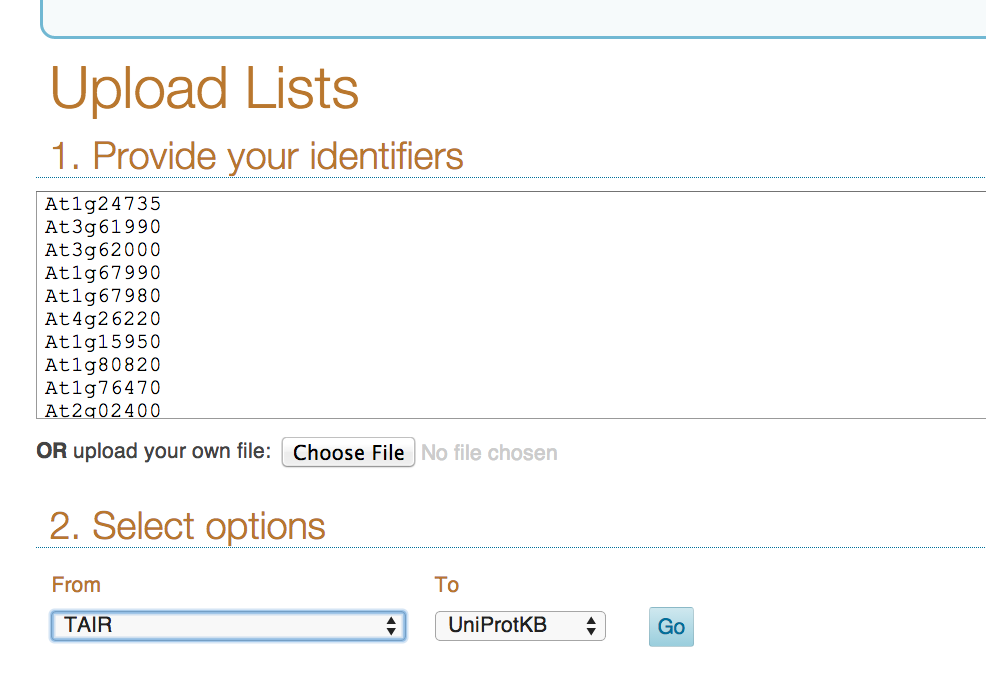 Upload Lists
1. Provide your identifiers
At1g24735
At3g61990
At3g62000
At1g67990
At1g67980
At4g26220
At1g15950
At1g80820
At1g76470
At2g02400
OR upload your own file: Choose File No file chosen
2. Select options
From To
TAIR UniProtKB Go